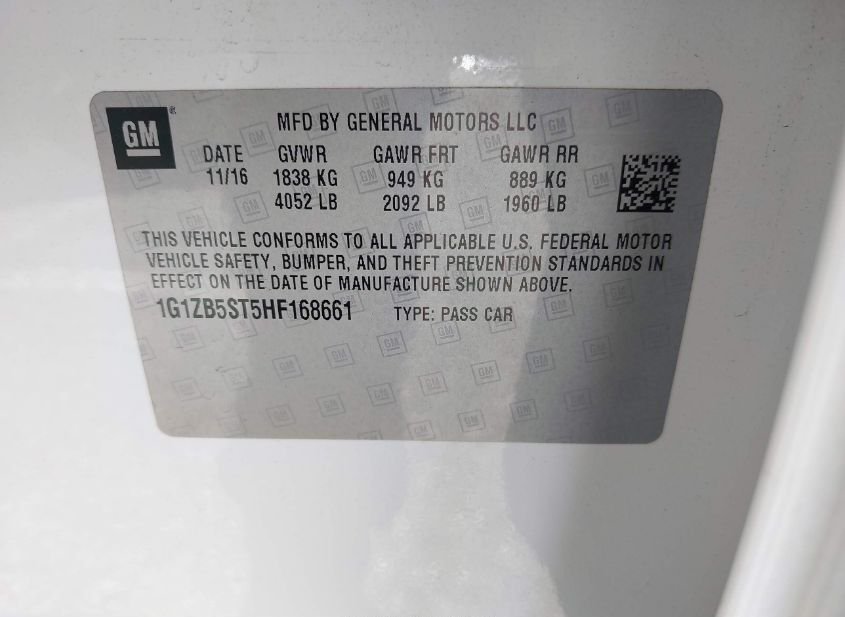 GM ®
MFD BY GENERAL MOTORS LLC
DATE GVWR GAWR FRT GAWR RR
11/16 1838 KG 949 KG 889 KG
4052 LB 2092 LB 1960 LB
THIS VEHICLE CONFORMS TO ALL APPLICABLE U.S. FEDERAL MOTOR
VEHICLE SAFETY, BUMPER, AND THEFT PREVENTION STANDARDS IN
EFFECT ON THE DATE OF MANUFACTURE SHOWN ABOVE.
1G1ZB5ST5HF168661 TYPE: PASS CAR